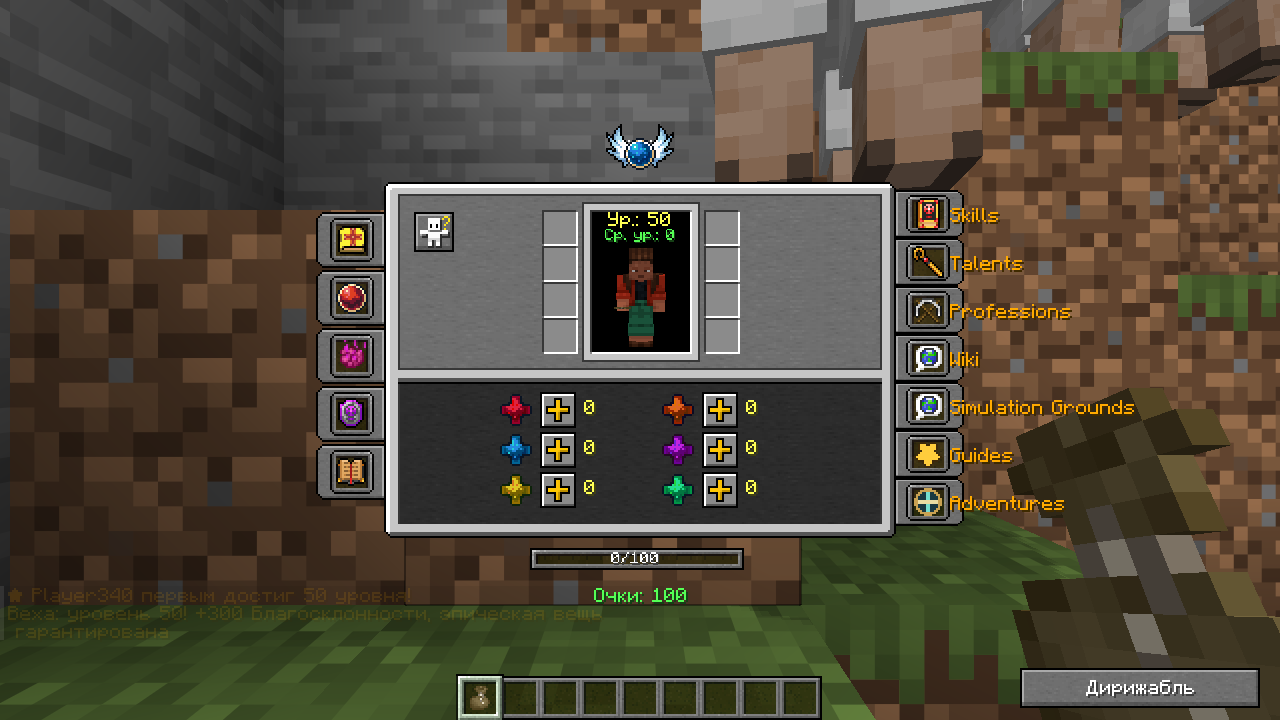 Ур.: 50
Ср. ур.: 0
Skills
Talents
Professions
Wiki
Simulation Grounds
Guides
Adventures
0 0
0 0
0 0
0/100
Очки: 100
★ Player340 первым достиг 50 уровня!
Веха: уровень 50! +300 Благосклонности, эпическая вещь
гарантирована
Дирижабль